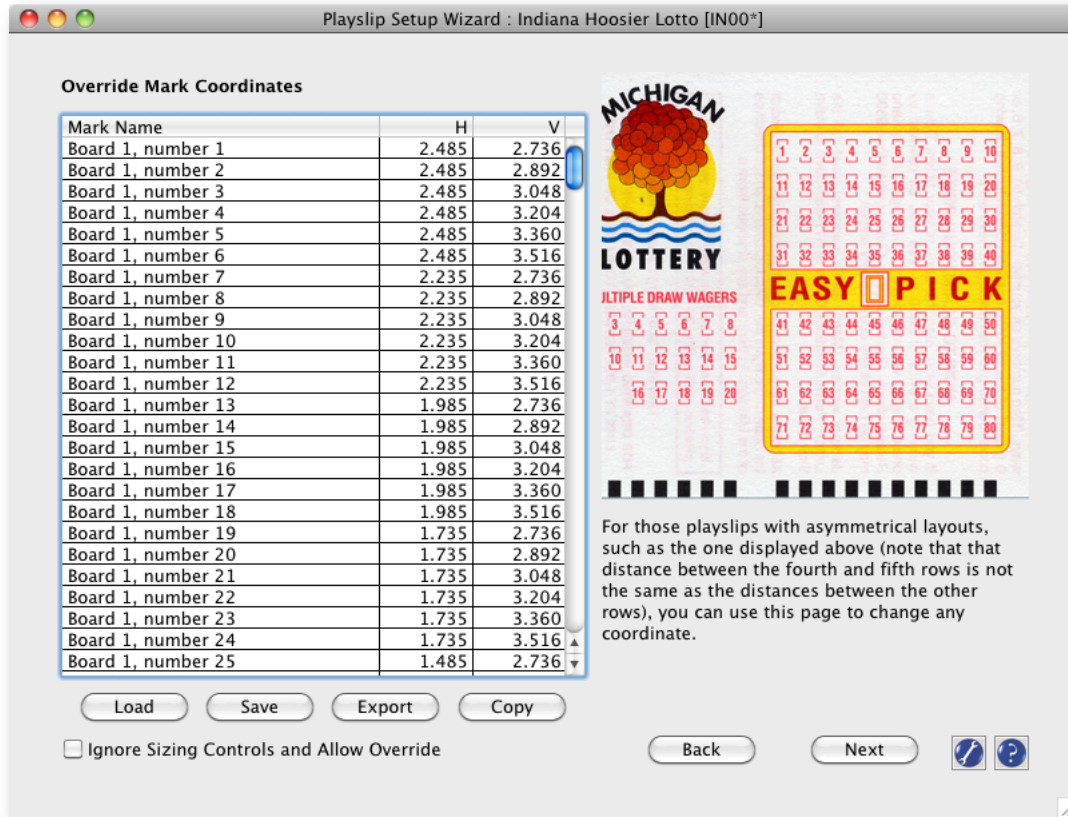 Playslip Setup Wizard : Indiana Hoosier Lotto [IN00*]
Override Mark Coordinates
Mark Name H V
Board 1, number 1 2.485 2.736
Board 1, number 2 2.485 2.892
Board 1, number 3 2.485 3.048
Board 1, number 4 2.485 3.204
Board 1, number 5 2.485 3.360
Board 1, number 6 2.485 3.516
Board 1, number 7 2.235 2.736
Board 1, number 8 2.235 2.892
Board 1, number 9 2.235 3.048
Board 1, number 10 2.235 3.204
Board 1, number 11 2.235 3.360
Board 1, number 12 2.235 3.516
Board 1, number 13 1.985 2.736
Board 1, number 14 1.985 2.892
Board 1, number 15 1.985 3.048
Board 1, number 16 1.985 3.204
Board 1, number 17 1.985 3.360
Board 1, number 18 1.985 3.516
Board 1, number 19 1.735 2.736
Board 1, number 20 1.735 2.892
Board 1, number 21 1.735 3.048
Board 1, number 22 1.735 3.204
Board 1, number 23 1.735 3.360
Board 1, number 24 1.735 3.516
Board 1, number 25 1.485 2.736
Load Save Export Copy
Ignore Sizing Controls and Allow Override
MICHIGAN
LOTTERY
ULTIPLE DRAW WAGERS
3 4 5 6 7 8
10 11 12 13 14 15
16 17 18 19 20
1 2 3 4 5 6 7 8 9 10
11 12 13 14 15 16 17 18 19 20
21 22 23 24 25 26 27 28 29 30
31 32 33 34 35 36 37 38 39 40
EASY PICK
41 42 43 44 45 46 47 48 49 50
51 52 53 54 55 56 57 58 59 60
61 62 63 64 65 66 67 68 69 70
71 72 73 74 75 76 77 78 79 80
For those playslips with asymmetrical layouts,
such as the one displayed above (note that that
distance between the fourth and fifth rows is not
the same as the distances between the other
rows), you can use this page to change any
coordinate.
Back Next ?